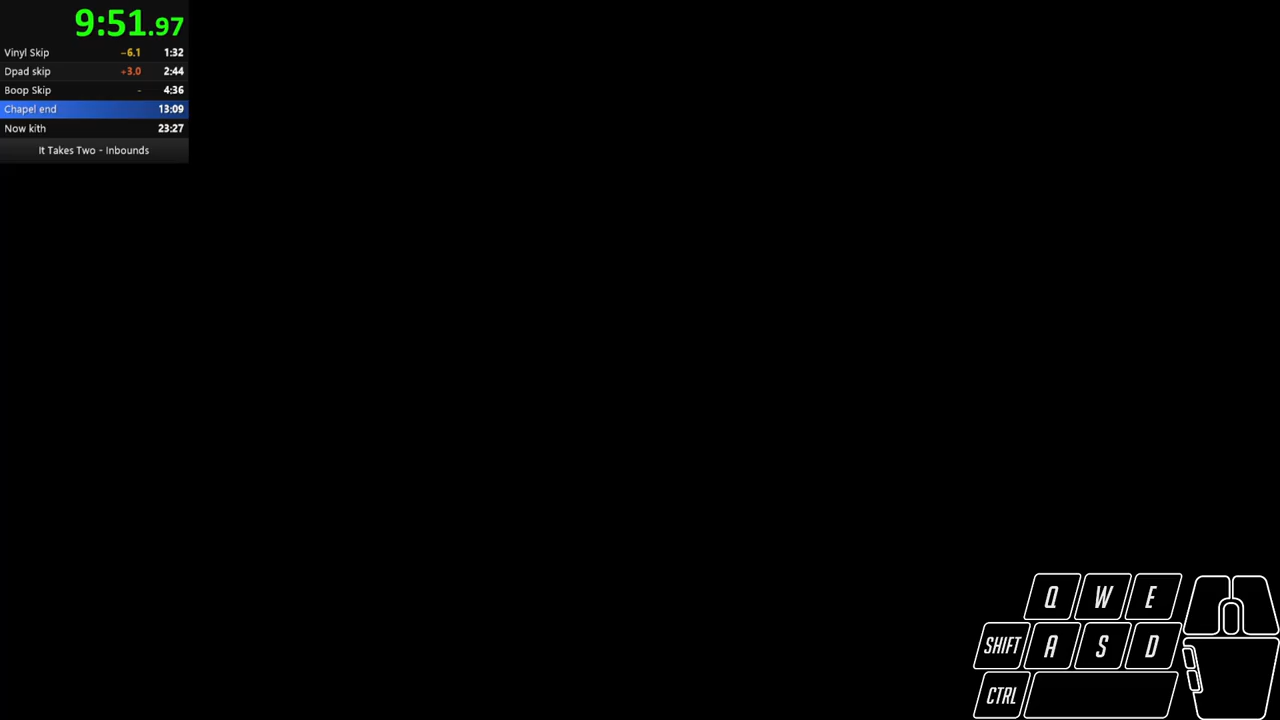 9:51.97
Vinyl Skip -6.1 1:32
Dpad skip +3.0 2:44
Boop Skip - 4:36
Chapel end 13:09
Now kith 23:27
It Takes Two - Inbounds
Q W E
SHIFT A S D
CTRL